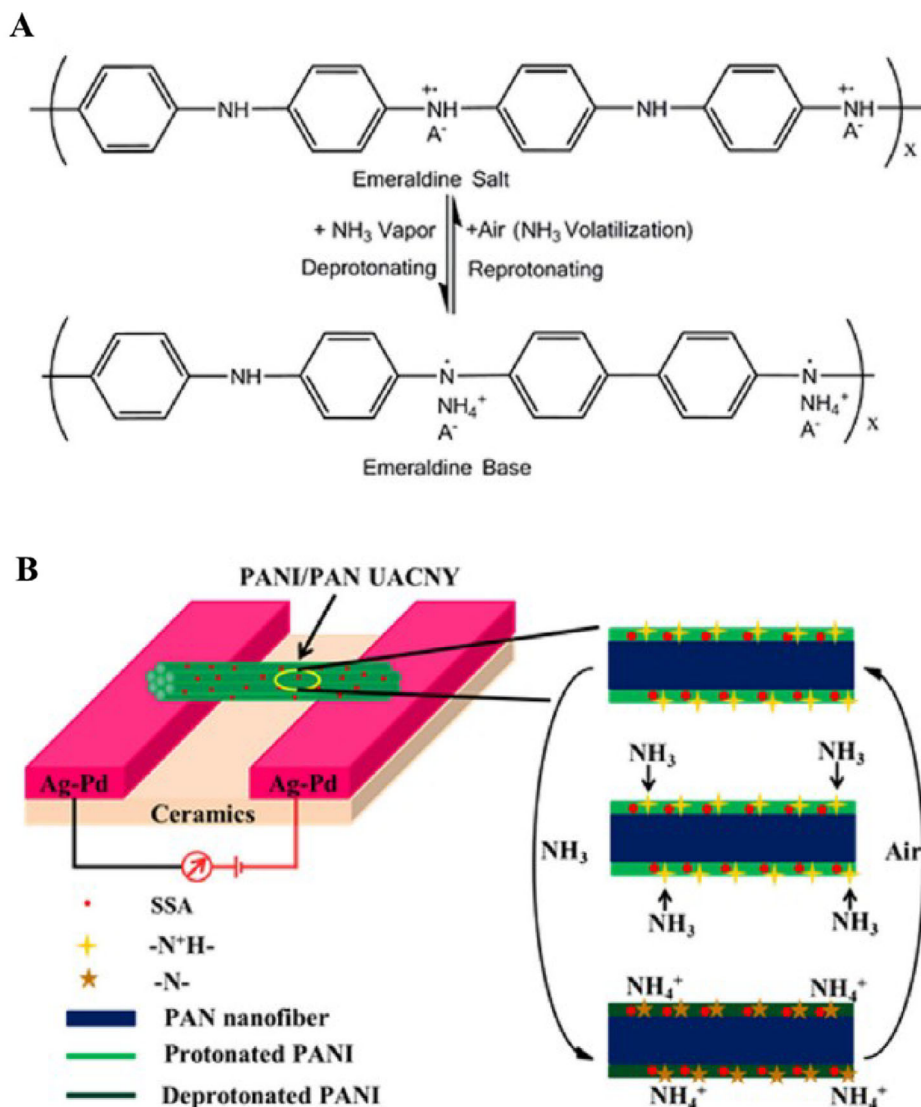 A
NH
+·
NH
A-
NH
+·
NH
A-
x
Emeraldine Salt
+ NH3 Vapor
+Air (NH3 Volatilization)
Deprotonating
Reprotonating
NH
·
N
NH4+
A-
·
N
NH4+
A-
x
Emeraldine Base
B
PANI/PAN UACNY
Ag-Pd
Ag-Pd
Ceramics
SSA
-N+H-
-N-
PAN nanofiber
Protonated PANI
Deprotonated PANI
NH3
NH3
NH3
Air
NH3
NH3
NH4+
NH4+
NH4+
NH4+